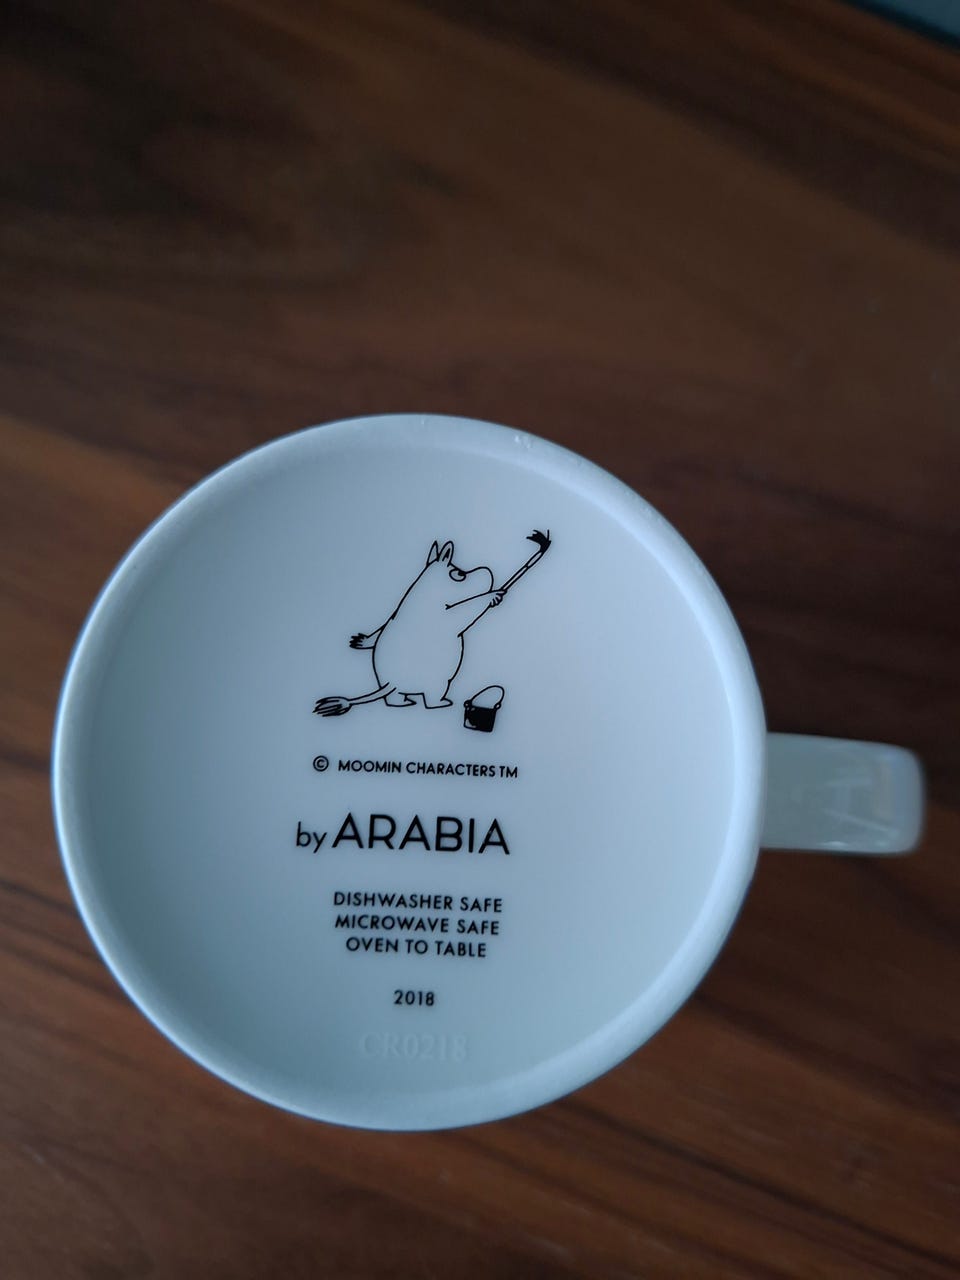 © MOOMIN CHARACTERS TM
by ARABIA
DISHWASHER SAFE
MICROWAVE SAFE
OVEN TO TABLE
2018
CR0218